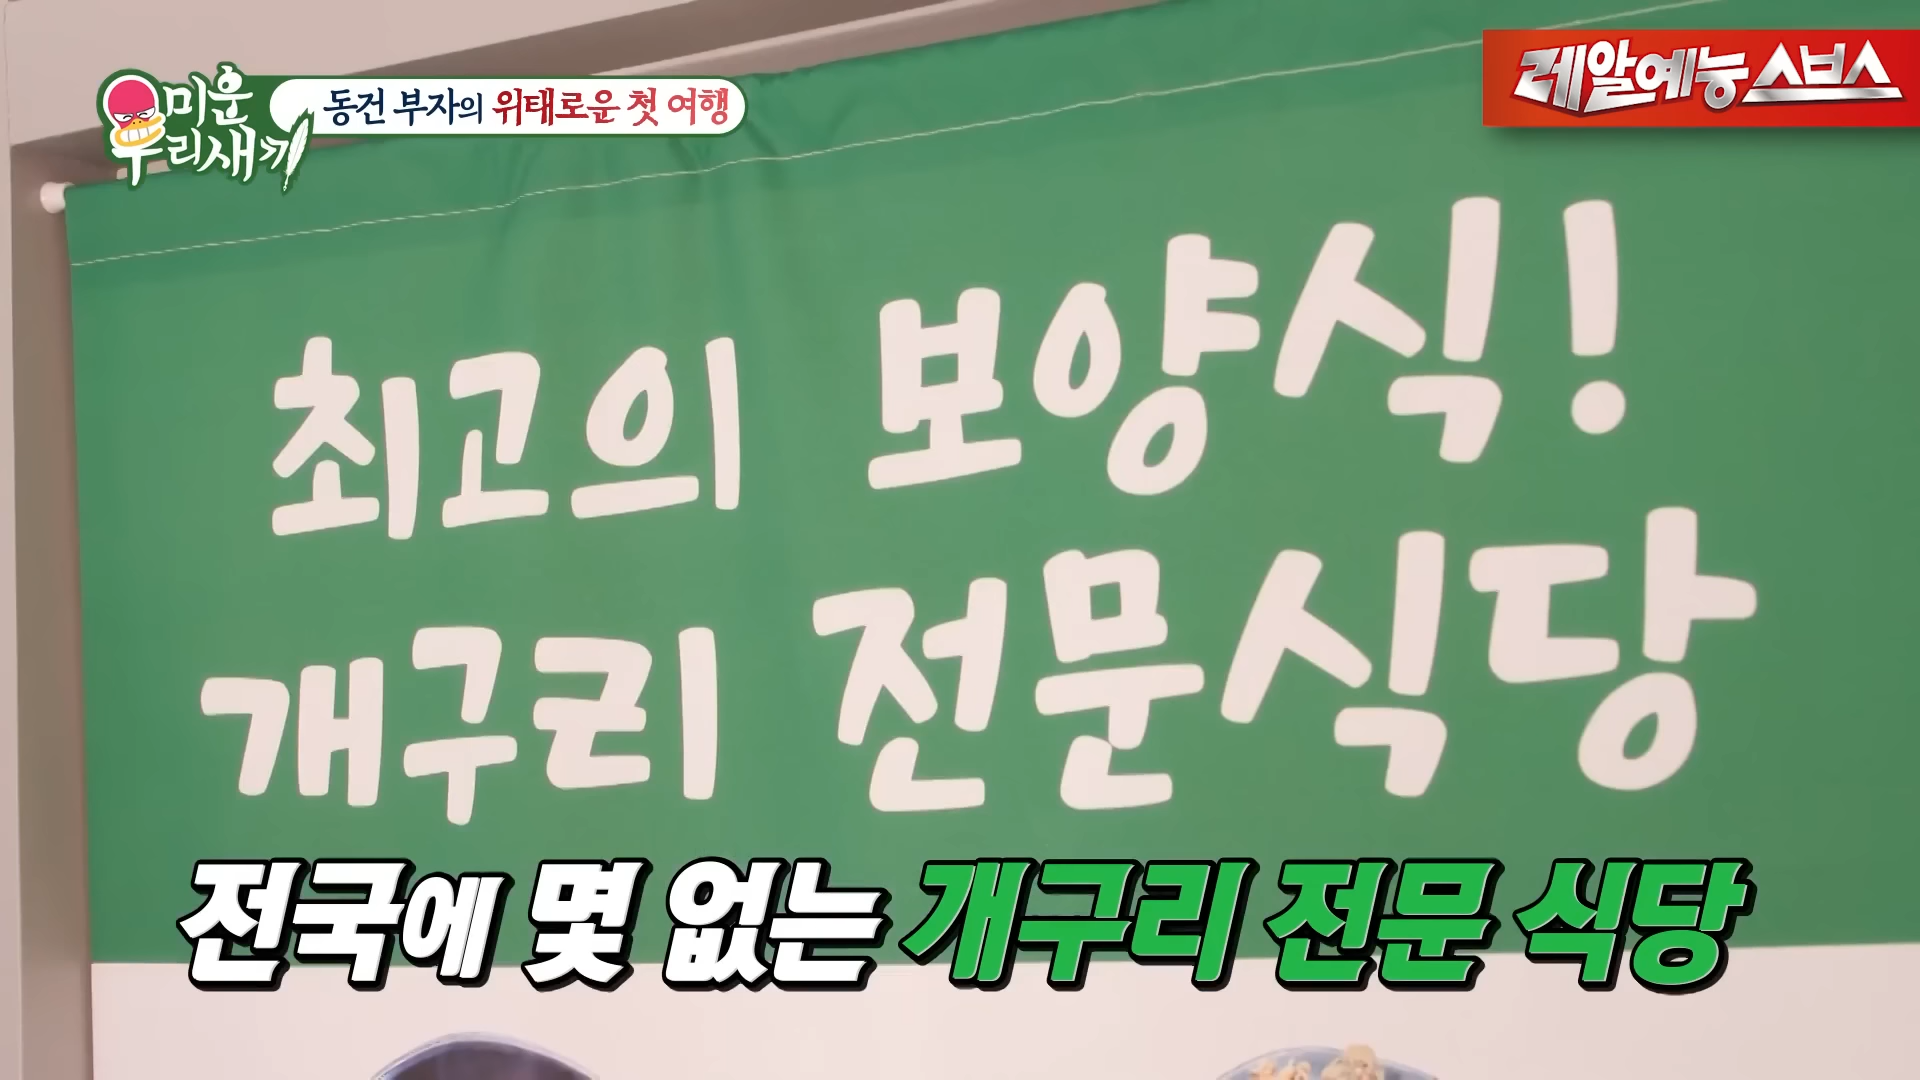 미운
우리새끼
동건 부자의 위태로운 첫 여행
레알예능 스브스
최고의 보양식!
개구리 전문식당
전국에 몇 없는 개구리 전문 식당